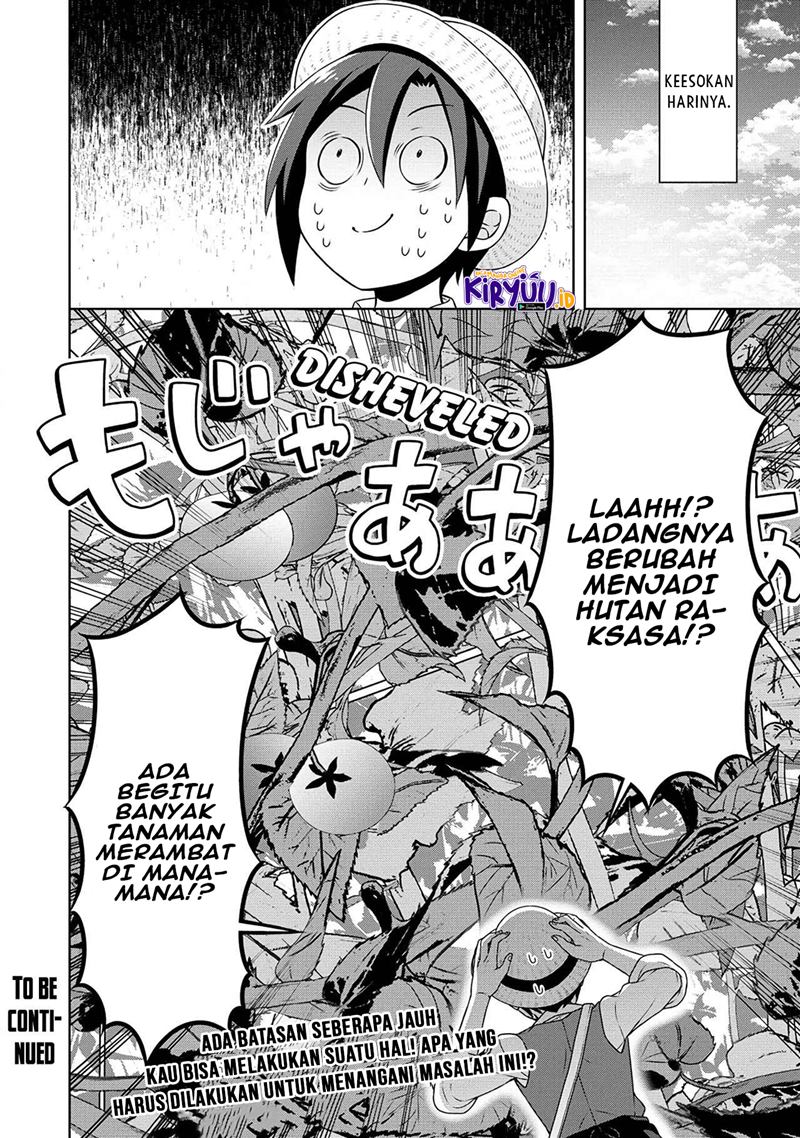 KEESOKAN
HARINYA.
KIRYUU.ID
もじゃあああ
DISHEVELED
LAAHH!?
LADANGNYA
BERUBAH
MENJADI
HUTAN RA-
KSASA!?
ADA
BEGITU
BANYAK
TANAMAN
MERAMBAT
DI MANA-
MANA!?
ADA BATASAN SEBERAPA JAUH
KAU BISA MELAKUKAN SUATU HAL! APA YANG
HARUS DILAKUKAN UNTUK MENANGANI MASALAH INI!?
TO BE
CONTI-
NUED